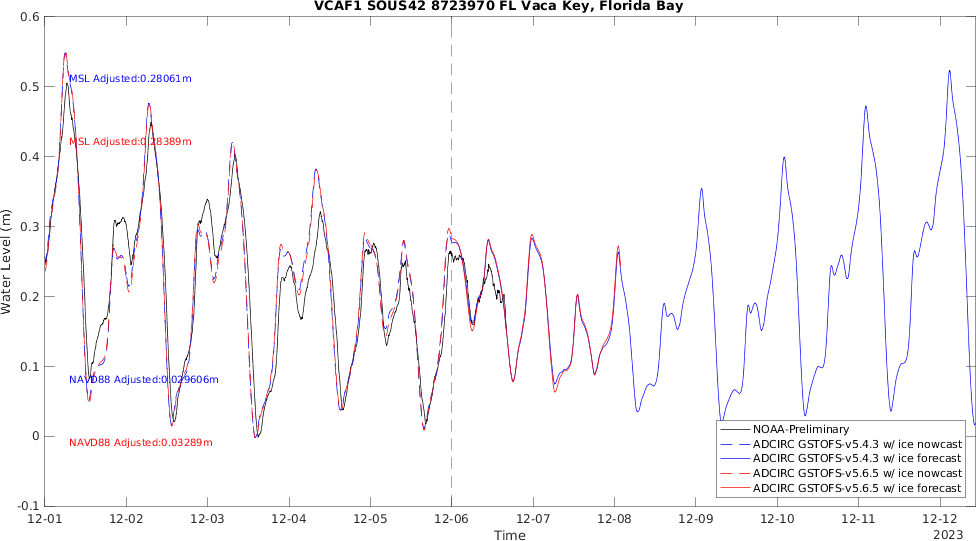 VCAF1 SOUS42 8723970 FL Vaca Key, Florida Bay
Water Level (m)
0.6
0.5
0.4
0.3
0.2
0.1
0
-0.1
MSL Adjusted:0.28061m
MSL Adjusted:0.28389m
NAVD88 Adjusted:0.029606m
NAVD88 Adjusted:0.03289m
NOAA-Preliminary
ADCIRC GSTOFS-v5.4.3 w/ ice nowcast
ADCIRC GSTOFS-v5.4.3 w/ ice forecast
ADCIRC GSTOFS-v5.6.5 w/ ice nowcast
ADCIRC GSTOFS-v5.6.5 w/ ice forecast
12-01 12-02 12-03 12-04 12-05 12-06 12-07 12-08 12-09 12-10 12-11 12-12
2023
Time